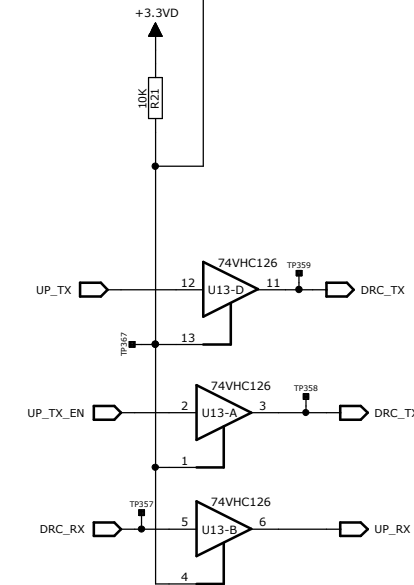 +3.3VD
10K
R21
74VHC126
TP359
UP_TX
12
U13-D
11
DRC_TX
TP367
13
74VHC126
TP358
UP_TX_EN
2
U13-A
3
DRC_TX
1
74VHC126
TP357
DRC_RX
5
U13-B
6
UP_RX
4